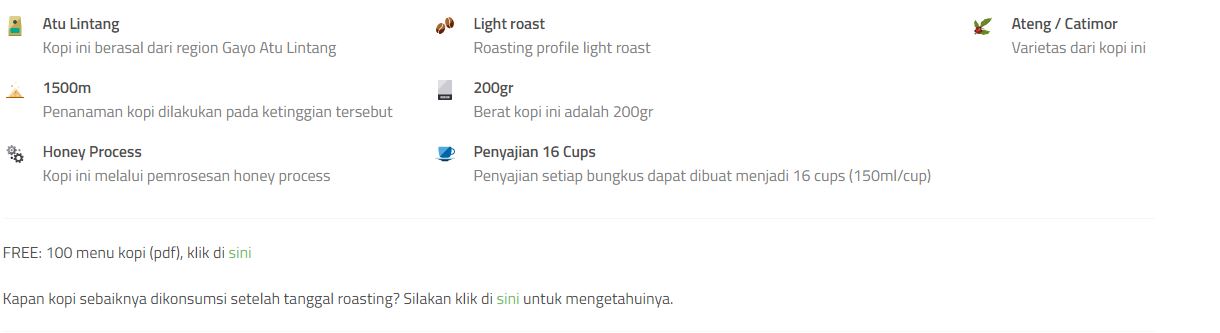 Atu Lintang
Kopi ini berasal dari region Gayo Atu Lintang
Light roast
Roasting profile light roast
Ateng / Catimor
Varietas dari kopi ini
1500m
Penanaman kopi dilakukan pada ketinggian tersebut
200gr
Berat kopi ini adalah 200gr
Honey Process
Kopi ini melalui pemrosesan honey process
Penyajian 16 Cups
Penyajian setiap bungkus dapat dibuat menjadi 16 cups (150ml/cup)
FREE: 100 menu kopi (pdf), klik di sini
Kapan kopi sebaiknya dikonsumsi setelah tanggal roasting? Silakan klik di sini untuk mengetahuinya.